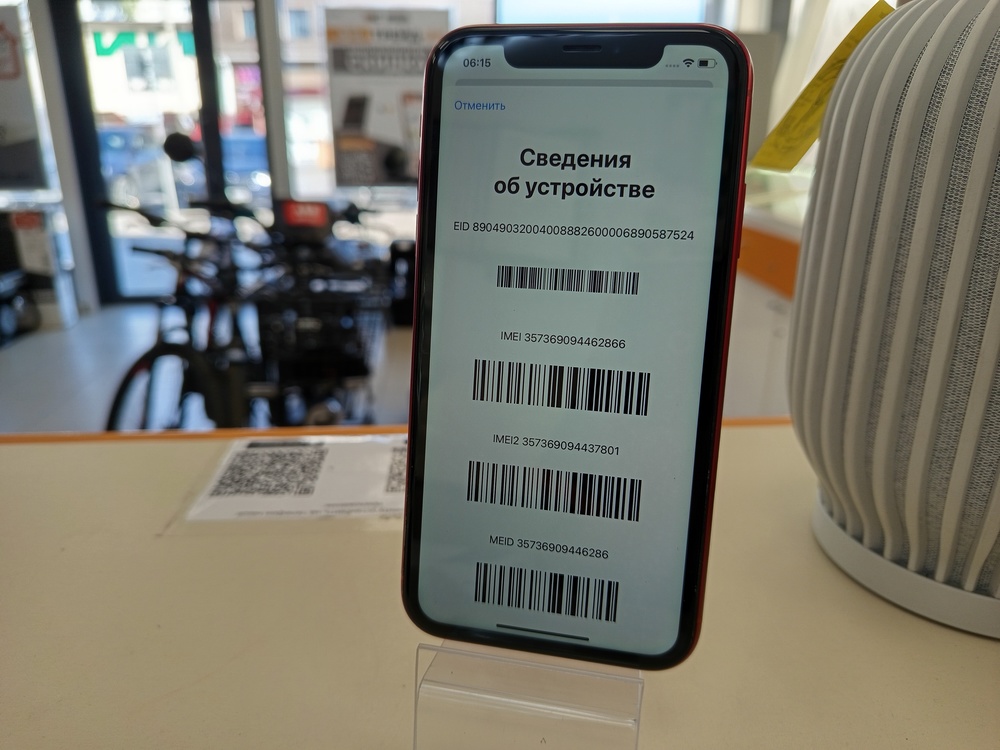 06:15
Отменить
Сведения
об устройстве
EID 89049032004008882600006890587524
IMEI 357369094462866
IMEI2 357369094437801
MEID 35736909446286